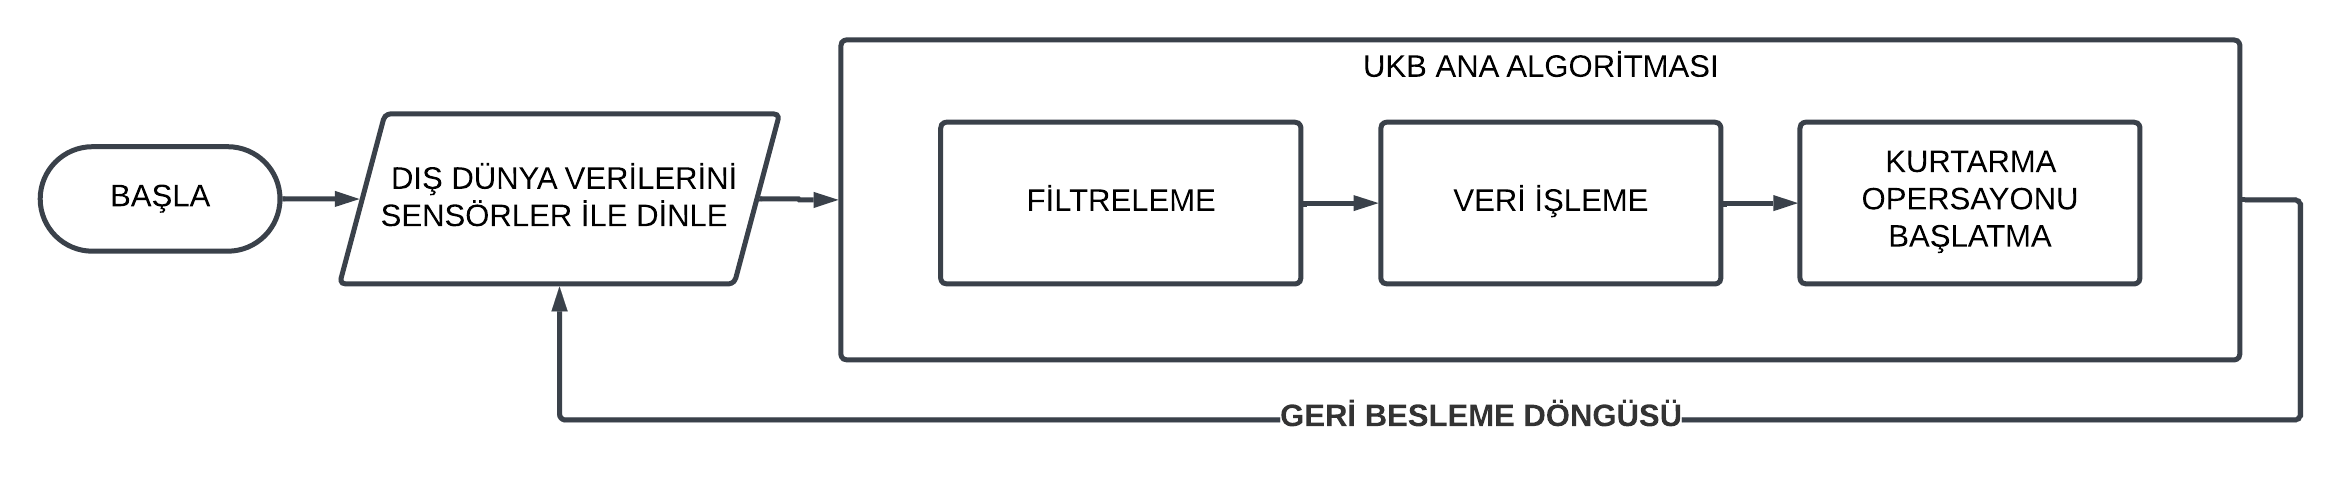 BAŞLA
DIŞ DÜNYA VERİLERİNİ
SENSÖRLER İLE DİNLE
UKB ANA ALGORİTMASI
FİLTRELEME
VERİ İŞLEME
KURTARMA
OPERSAYONU
BAŞLATMA
GERİ BESLEME DÖNGÜSÜ